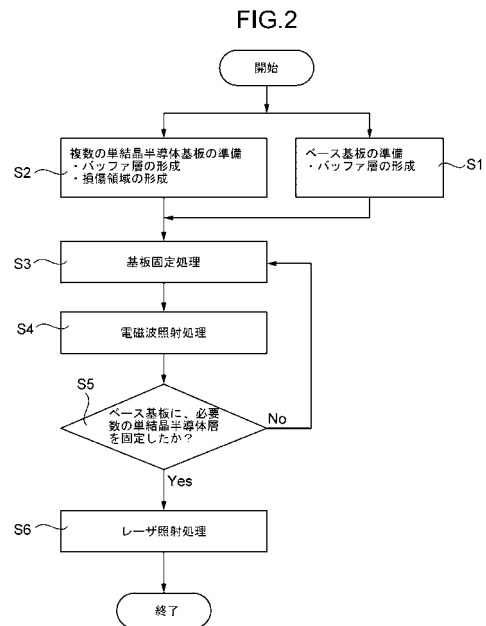 FIG.2
開始
S2
複数の単結晶半導体基板の準備
・バッファ層の形成
・損傷領域の形成
ベース基板の準備
・バッファ層の形成
S1
S3
基板固定処理
S4
電磁波照射処理
S5
ベース基板に、必要
数の単結晶半導体層
を固定したか？
No
Yes
S6
レーザ照射処理
終了